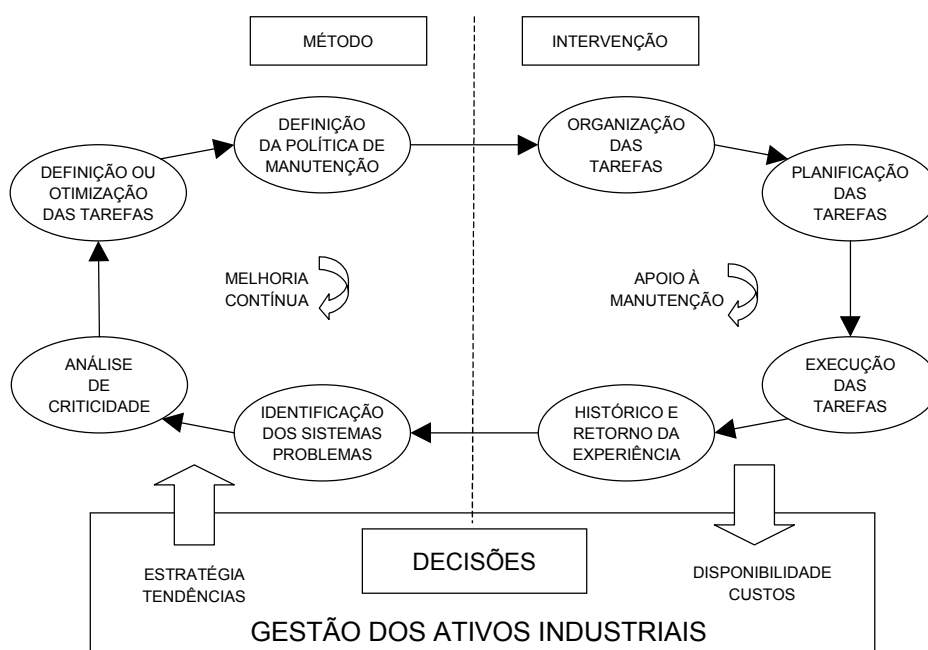 MÉTODO
INTERVENÇÃO
DEFINIÇÃO
DA POLÍTICA DE
MANUTENÇÃO
ORGANIZAÇÃO
DAS
TAREFAS
DEFINIÇÃO OU
OTIMIZAÇÃO
DAS TAREFAS
PLANIFICAÇÃO
DAS
TAREFAS
MELHORIA
CONTÍNUA
APOIO À
MANUTENÇÃO
ANÁLISE
DE
CRITICIDADE
EXECUÇÃO
DAS
TAREFAS
IDENTIFICAÇÃO
DOS SISTEMAS
PROBLEMAS
HISTÓRICO E
RETORNO DA
EXPERIÊNCIA
DECISÕES
ESTRATÉGIA
TENDÊNCIAS
DISPONIBILIDADE
CUSTOS
GESTÃO DOS ATIVOS INDUSTRIAIS